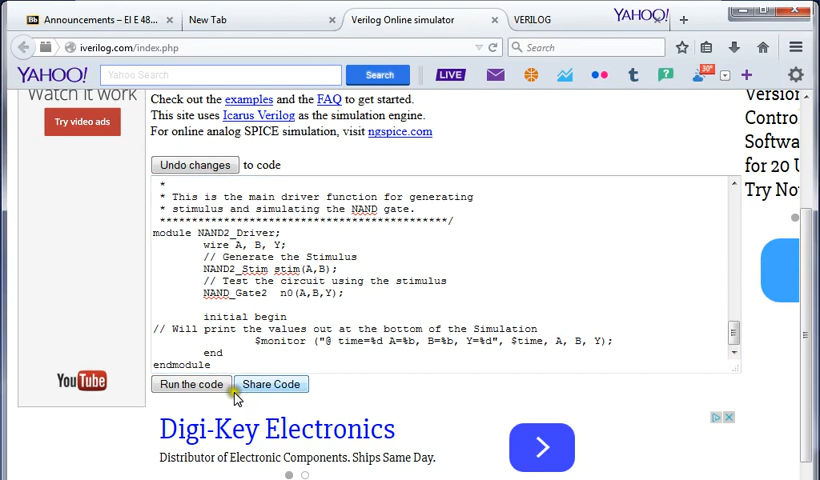 Announcements – EI E 48...
New Tab
Verilog Online simulator
VERILOG
YAHOO!
iverilog.com/index.php
Search
YAHOO!
Yahoo Search
Search
LIVE
30°
Watch it work
Try video ads
YouTube
Check out the examples and the FAQ to get started.
This site uses Icarus Verilog as the simulation engine.
For online analog SPICE simulation, visit ngspice.com
Undo changes to code
*
* This is the main driver function for generating
* stimulus and simulating the NAND gate.
************************************************/
module NAND2_Driver;
wire A, B, Y;
// Generate the Stimulus
NAND2_Stim stim(A,B);
// Test the circuit using the stimulus
NAND_Gate2 n0(A,B,Y);
initial begin
// Will print the values out at the bottom of the Simulation
$monitor ("@ time=%d A=%b, B=%b, Y=%d", $time, A, B, Y);
end
endmodule
Run the code
Share Code
Digi-Key Electronics
Distributor of Electronic Components. Ships Same Day.
Version
Contro
Softwa
for 20 U
Try No